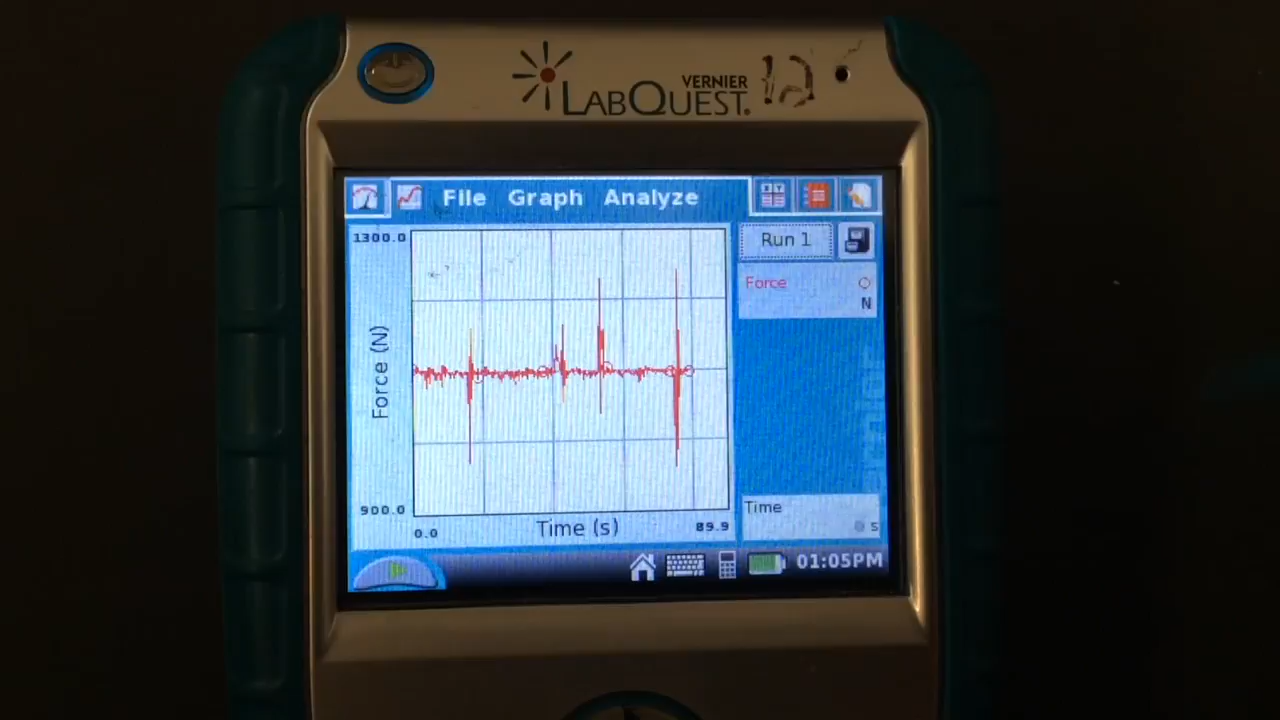 VERNIER
LABQUEST®
12
File Graph Analyze
1300.0
Run 1
Force
N
Force (N)
900.0
0.0
Time (s)
89.9
Time
s
01:05PM